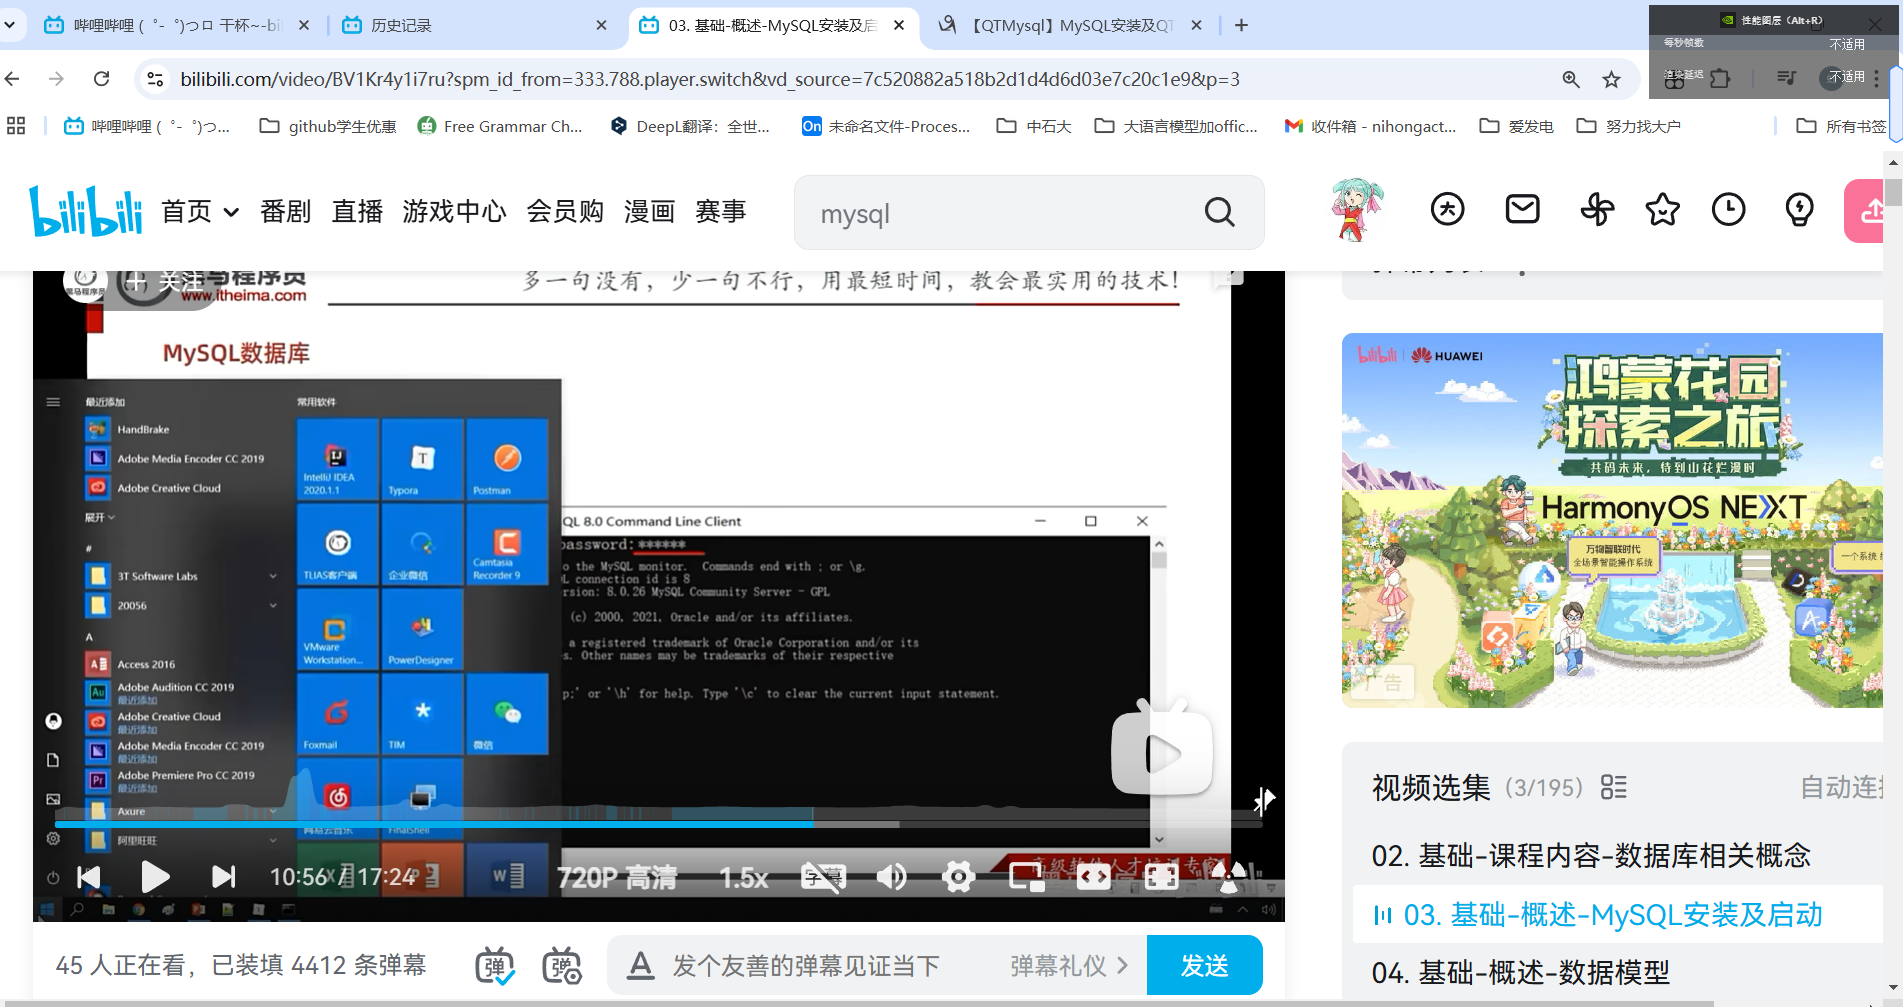 哔哩哔哩 (゜-゜)つロ 干杯~-bi
历史记录
03. 基础-概述-MySQL安装及启
【QTMysql】MySQL安装及QT
性能图层 (Alt+R)
每秒帧数
不适用
渲染延迟
不适用
bilibili.com/video/BV1Kr4y1i7ru?spm_id_from=333.788.player.switch&vd_source=7c520882a518b2d1d4d6d03e7c20c1e9&p=3
哔哩哔哩 (゜-゜)つ...
github学生优惠
Free Grammar Ch...
DeepL翻译：全世...
On
未命名文件-Proces...
中石大
大语言模型加offic...
收件箱 - nihongact...
爱发电
努力找大户
所有书签
bilibili
首页
番剧
直播
游戏中心
会员购
漫画
赛事
mysql
+ 关注
黑马程序员
www.itheima.com
多一句没有，少一句不行，用最短时间，教会最实用的技术！
MySQL数据库
最近添加
常用软件
HandBrake
Adobe Media Encoder CC 2019
Adobe Creative Cloud
展开
#
3T Software Labs
20056
A
Access 2016
Adobe Audition CC 2019
最近添加
Adobe Creative Cloud
最近添加
Adobe Media Encoder CC 2019
最近添加
Adobe Premiere Pro CC 2019
最近添加
Axure
阿里旺旺
IntelliJ IDEA
2020.1.1
Typora
Postman
TLIAS客户端
企业微信
Camtasia
Recorder 9
VMware
Workstation...
PowerDesigner
Foxmail
TIM
微信
网易云音乐
FinalShell
QL 8.0 Command Line Client
password:******
o the MySQL monitor.  Commands end with ; or \g.
L connection id is 8
ersion: 8.0.26 MySQL Community Server - GPL
(c) 2000, 2021, Oracle and/or its affiliates.
a registered trademark of Oracle Corporation and/or its
s. Other names may be trademarks of their respective
p;' or '\h' for help. Type '\c' to clear the current input statement.
高级软件人才培训专家
10:56 / 17:24
720P 高清
1.5x
字幕
45 人正在看，已装填 4412 条弹幕
弹
弹
发个友善的弹幕见证当下
弹幕礼仪
发送
bilibili
HUAWEI
鸿蒙花园
探索之旅
共码未来，待到山花烂漫时
HarmonyOS NEXT
万物智联时代
全场景智能操作系统
一个系统
广告
视频选集
(3/195)
自动连
02. 基础-课程内容-数据库相关概念
03. 基础-概述-MySQL安装及启动
04. 基础-概述-数据模型